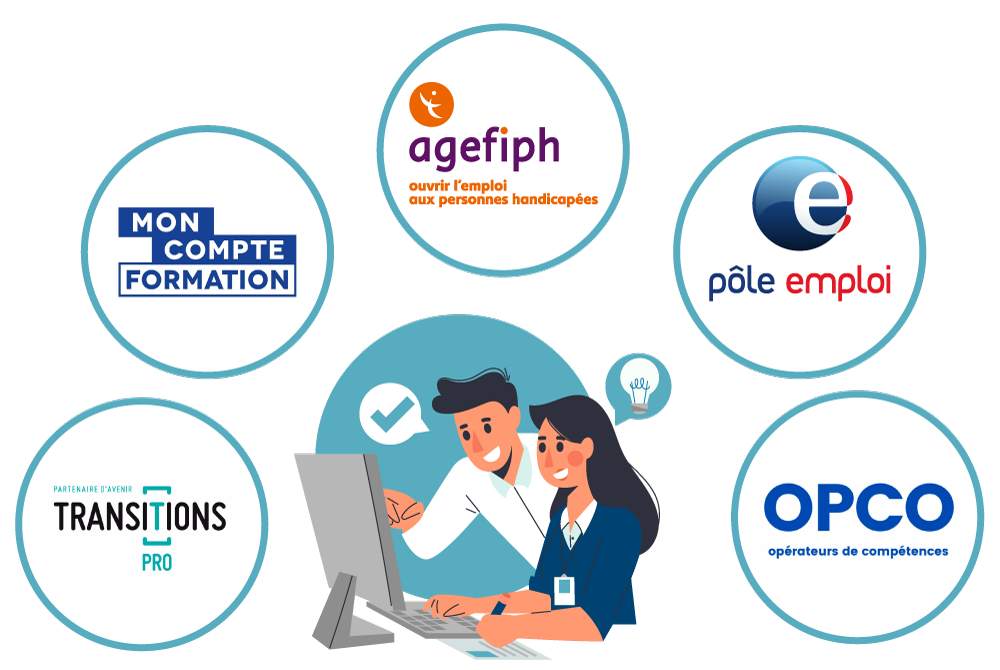 agefiph
ouvrir l'emploi
aux personnes handicapées
MON
COMPTE
FORMATION
pôle emploi
PARTENAIRE D'AVENIR
TRANSITIONS
PRO
OPCO
opérateurs de compétences